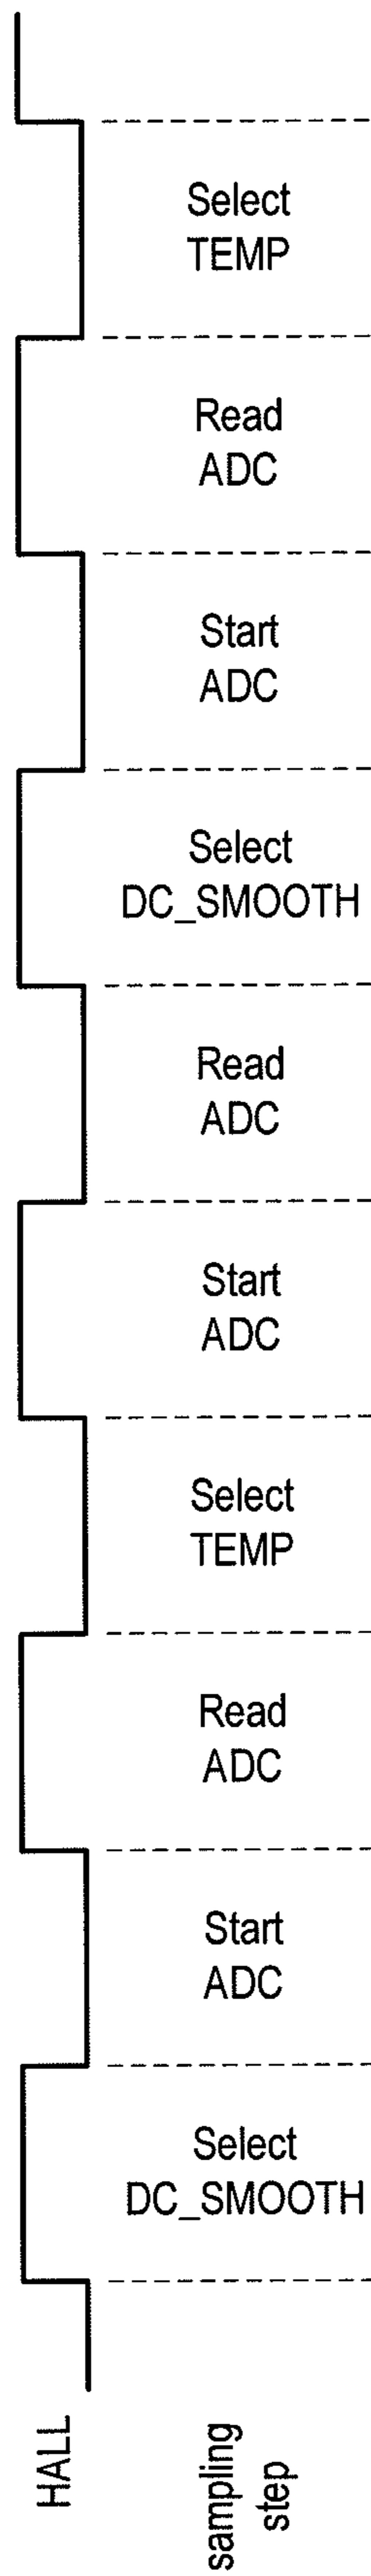 Select
TEMP
Read
ADC
Start
ADC
Select
DC_SMOOTH
Read
ADC
Start
ADC
Select
TEMP
Read
ADC
Start
ADC
Select
DC_SMOOTH
HALL
sampling
step